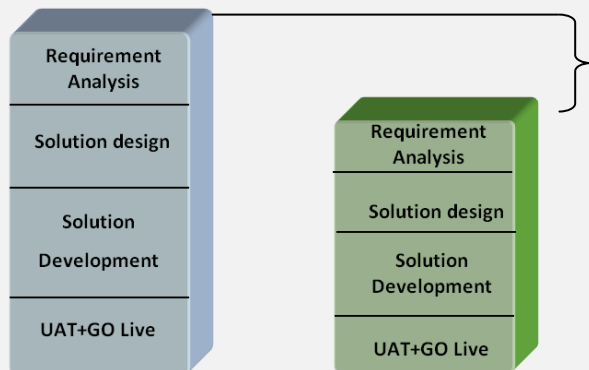 Requirement
Analysis
Solution design
Solution
Development
UAT+GO Live
Requirement
Analysis
Solution design
Solution
Development
UAT+GO Live